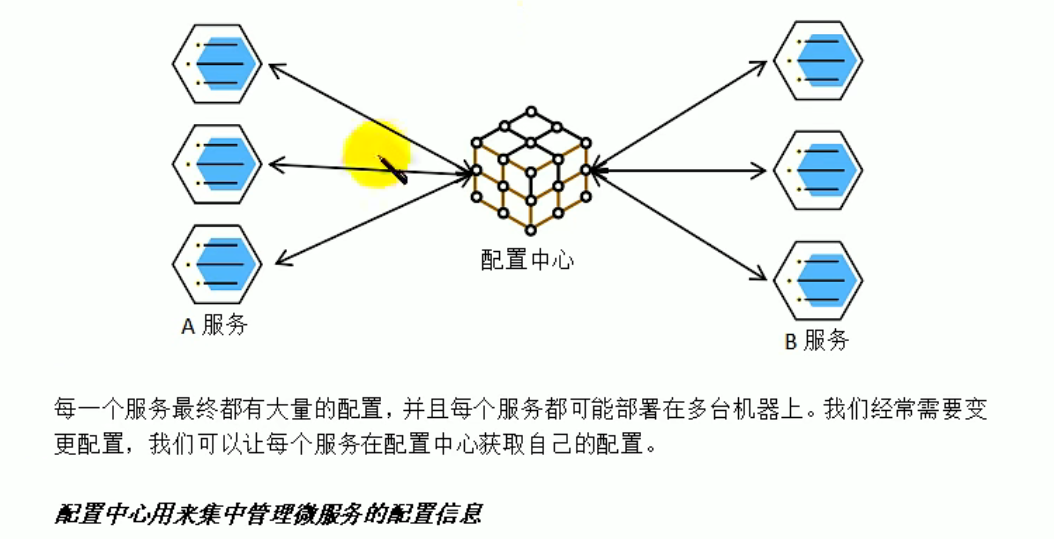 配置中心
A 服务
B 服务
每一个服务最终都有大量的配置，并且每个服务都可能部署在多台机器上。我们经常需要变
更配置，我们可以让每个服务在配置中心获取自己的配置。
配置中心用来集中管理微服务的配置信息